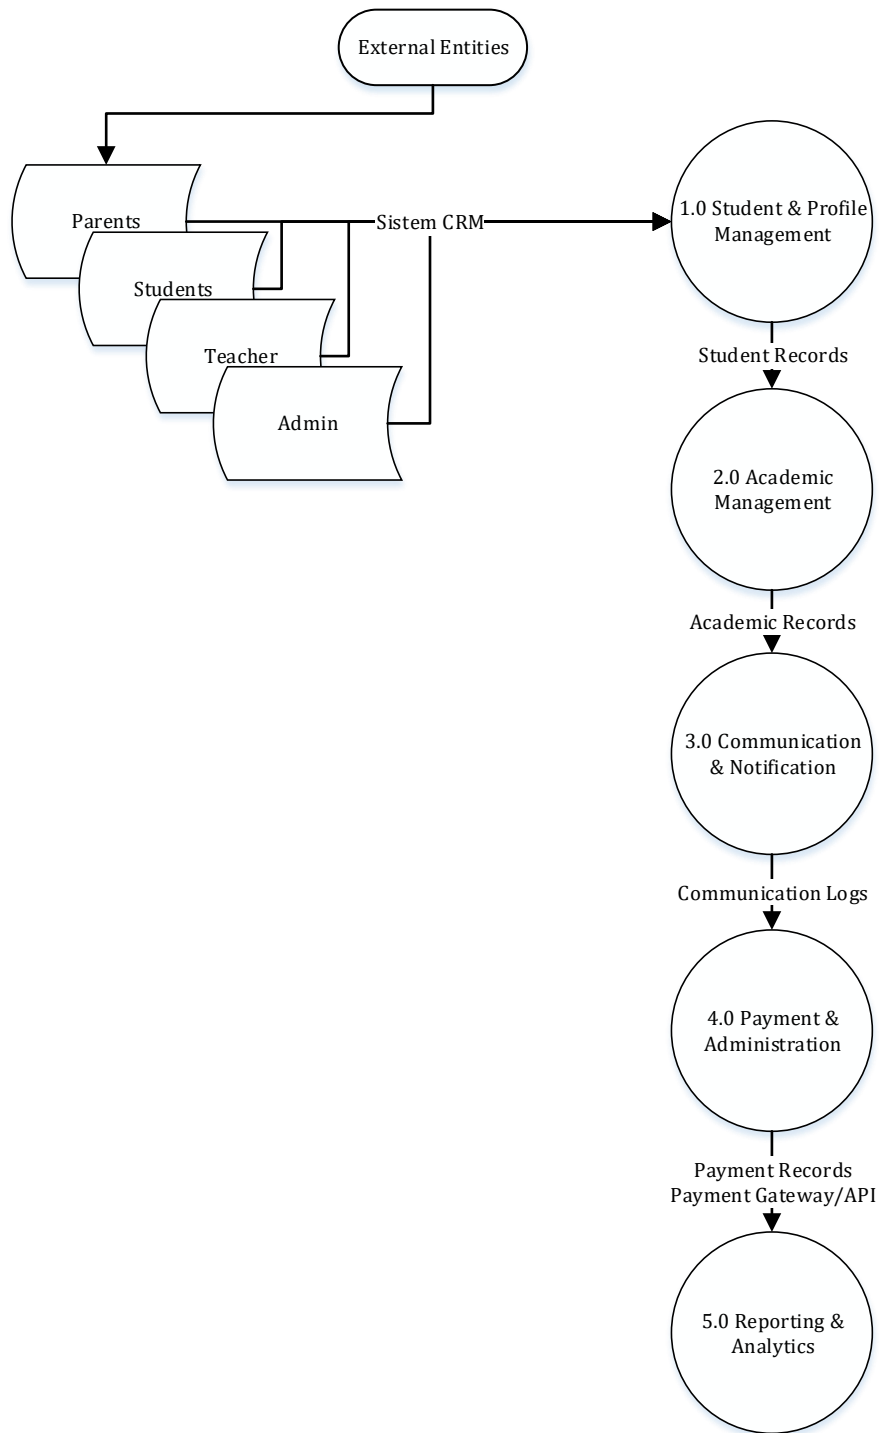 External Entities
Parents
Students
Teacher
Admin
Sistem CRM
1.0 Student & Profile
Management
Student Records
2.0 Academic
Management
Academic Records
3.0 Communication
& Notification
Communication Logs
4.0 Payment &
Administration
Payment Records
Payment Gateway/API
5.0 Reporting &
Analytics